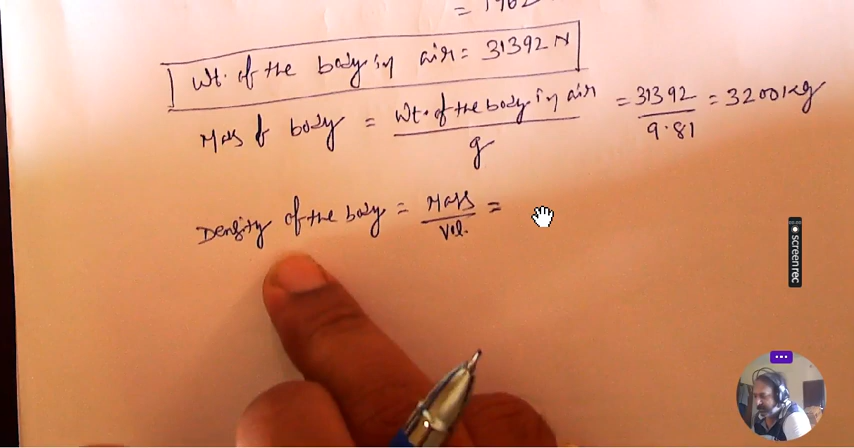 = 1962
Wt. of the body in air = 31392 N
Mass of body = Wt. of the body in air / g = 31392 / 9.81 = 3200 kg
Density of the body = Mass / Vol. =
screenrec